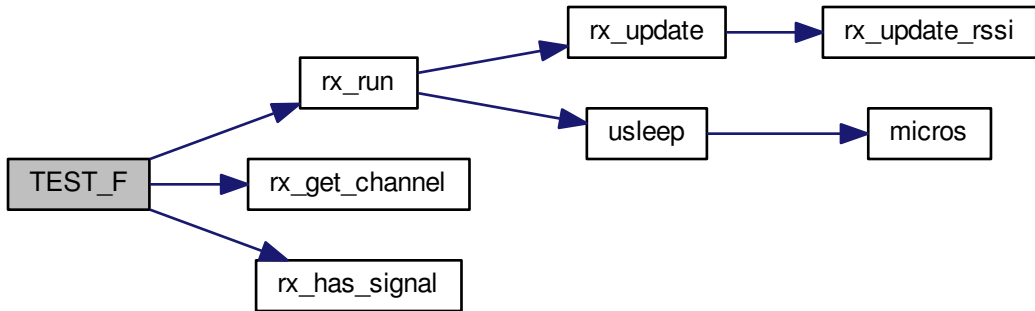 TEST_F
rx_run
rx_get_channel
rx_has_signal
rx_update
usleep
rx_update_rssi
micros